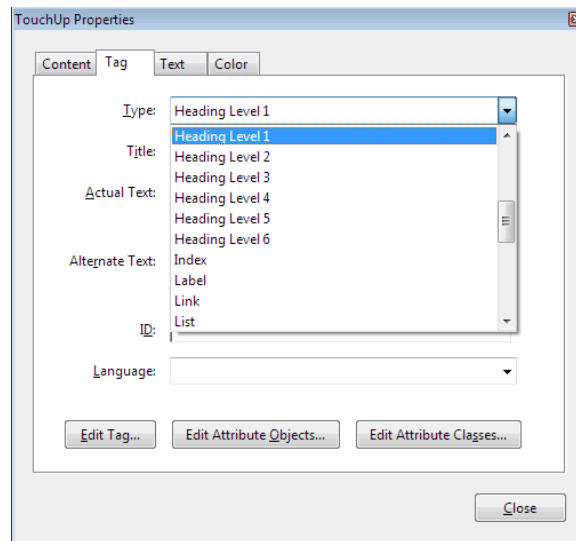 TouchUp Properties
Content Tag Text Color
Type: Heading Level 1
Heading Level 1
Title: Heading Level 2
Heading Level 3
Actual Text: Heading Level 4
Heading Level 5
Heading Level 6
Alternate Text: Index
Label
Link
ID: List
Language:
Edit Tag... Edit Attribute Objects... Edit Attribute Classes...
Close